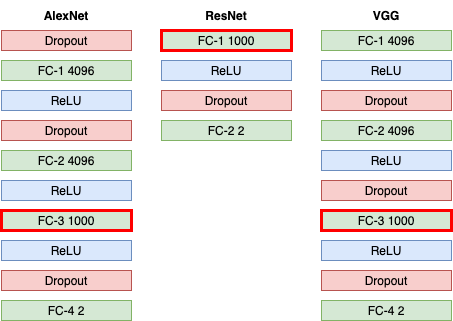 AlexNet
Dropout
FC-1 4096
ReLU
Dropout
FC-2 4096
ReLU
FC-3 1000
ReLU
Dropout
FC-4 2
ResNet
FC-1 1000
ReLU
Dropout
FC-2 2
VGG
FC-1 4096
ReLU
Dropout
FC-2 4096
ReLU
Dropout
FC-3 1000
ReLU
Dropout
FC-4 2